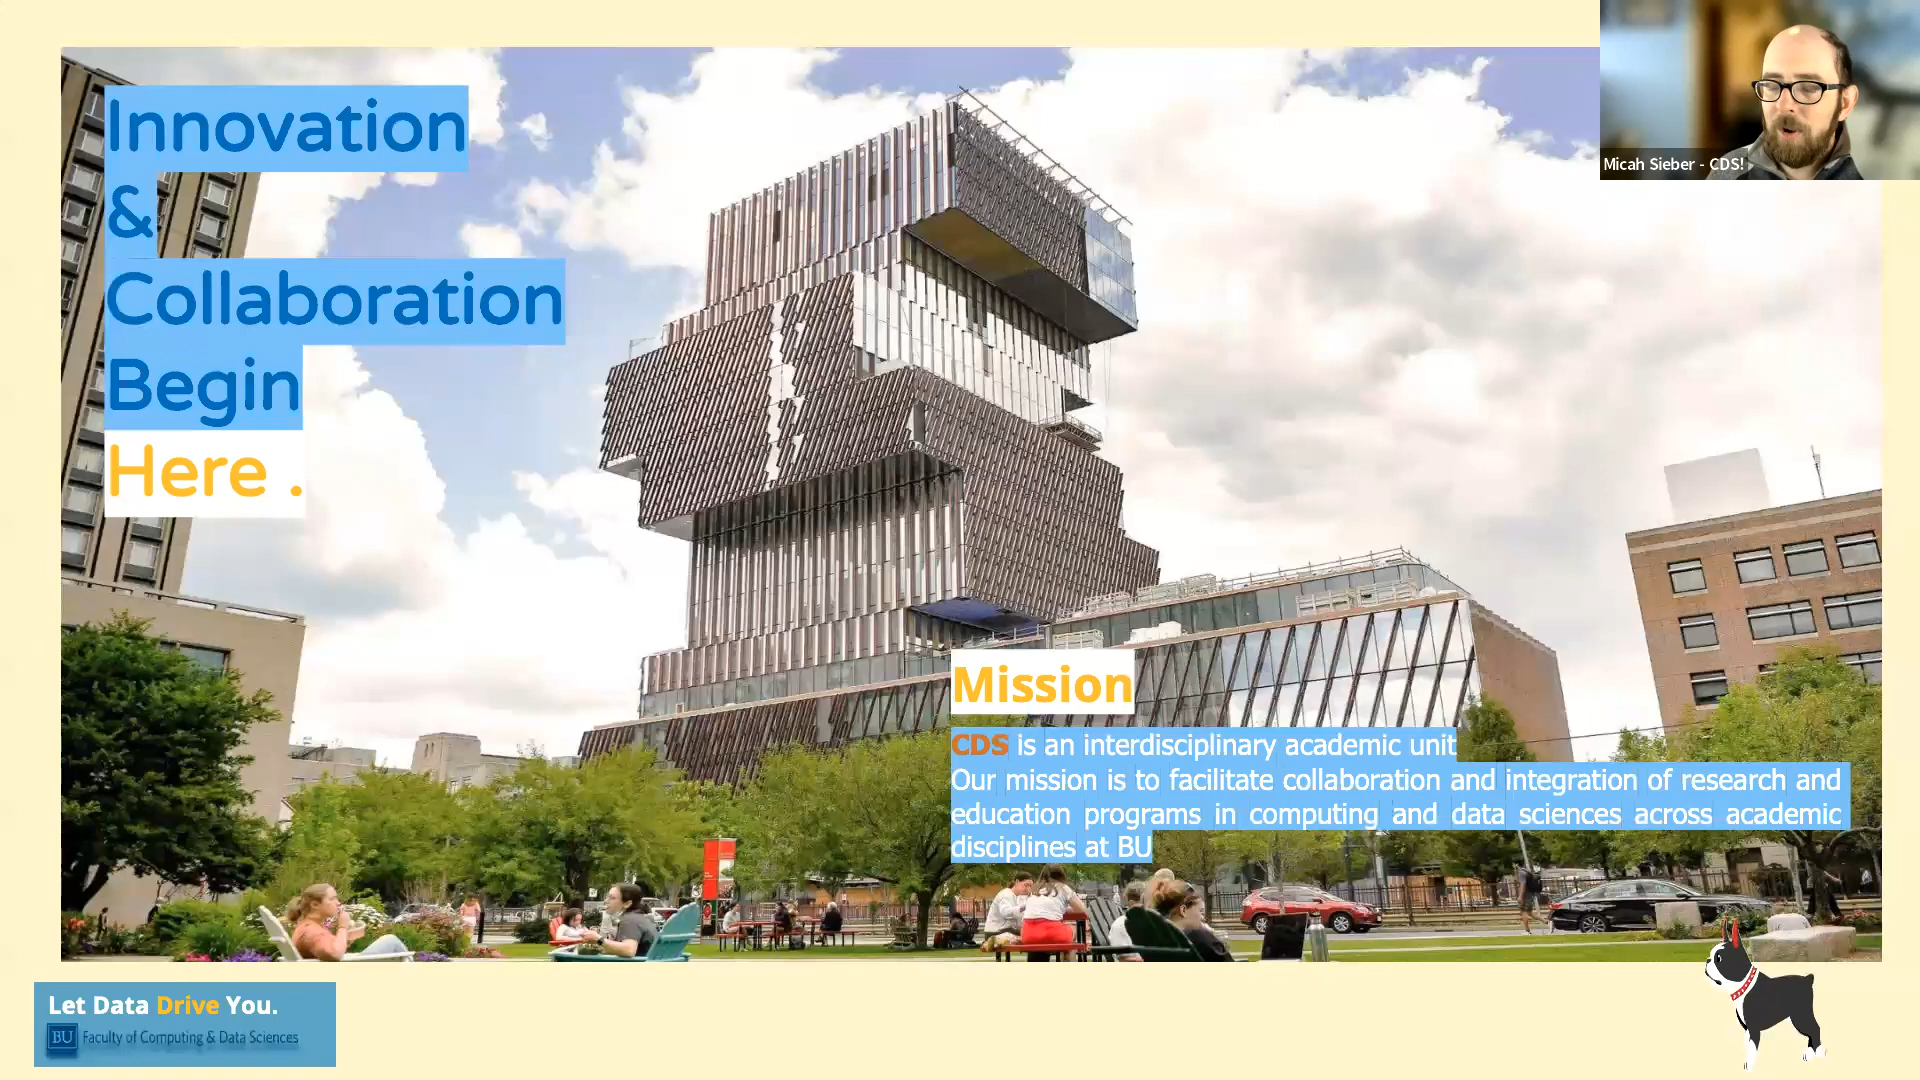 Innovation
&
Collaboration
Begin
Here .
Micah Sieber - CDS!
Mission
CDS is an interdisciplinary academic unit
Our mission is to facilitate collaboration and integration of research and
education programs in computing and data sciences across academic
disciplines at BU
Let Data Drive You.
BU Faculty of Computing & Data Sciences